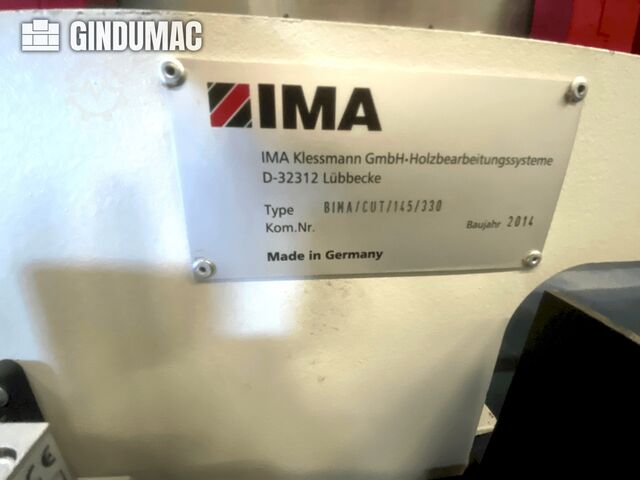 GINDUMAC
IMA
IMA Klessmann GmbH•Holzbearbeitungssysteme
D-32312 Lübbecke
Type BIMA/CUT/145/330
Kom.Nr. Baujahr 2014
Made in Germany
CE